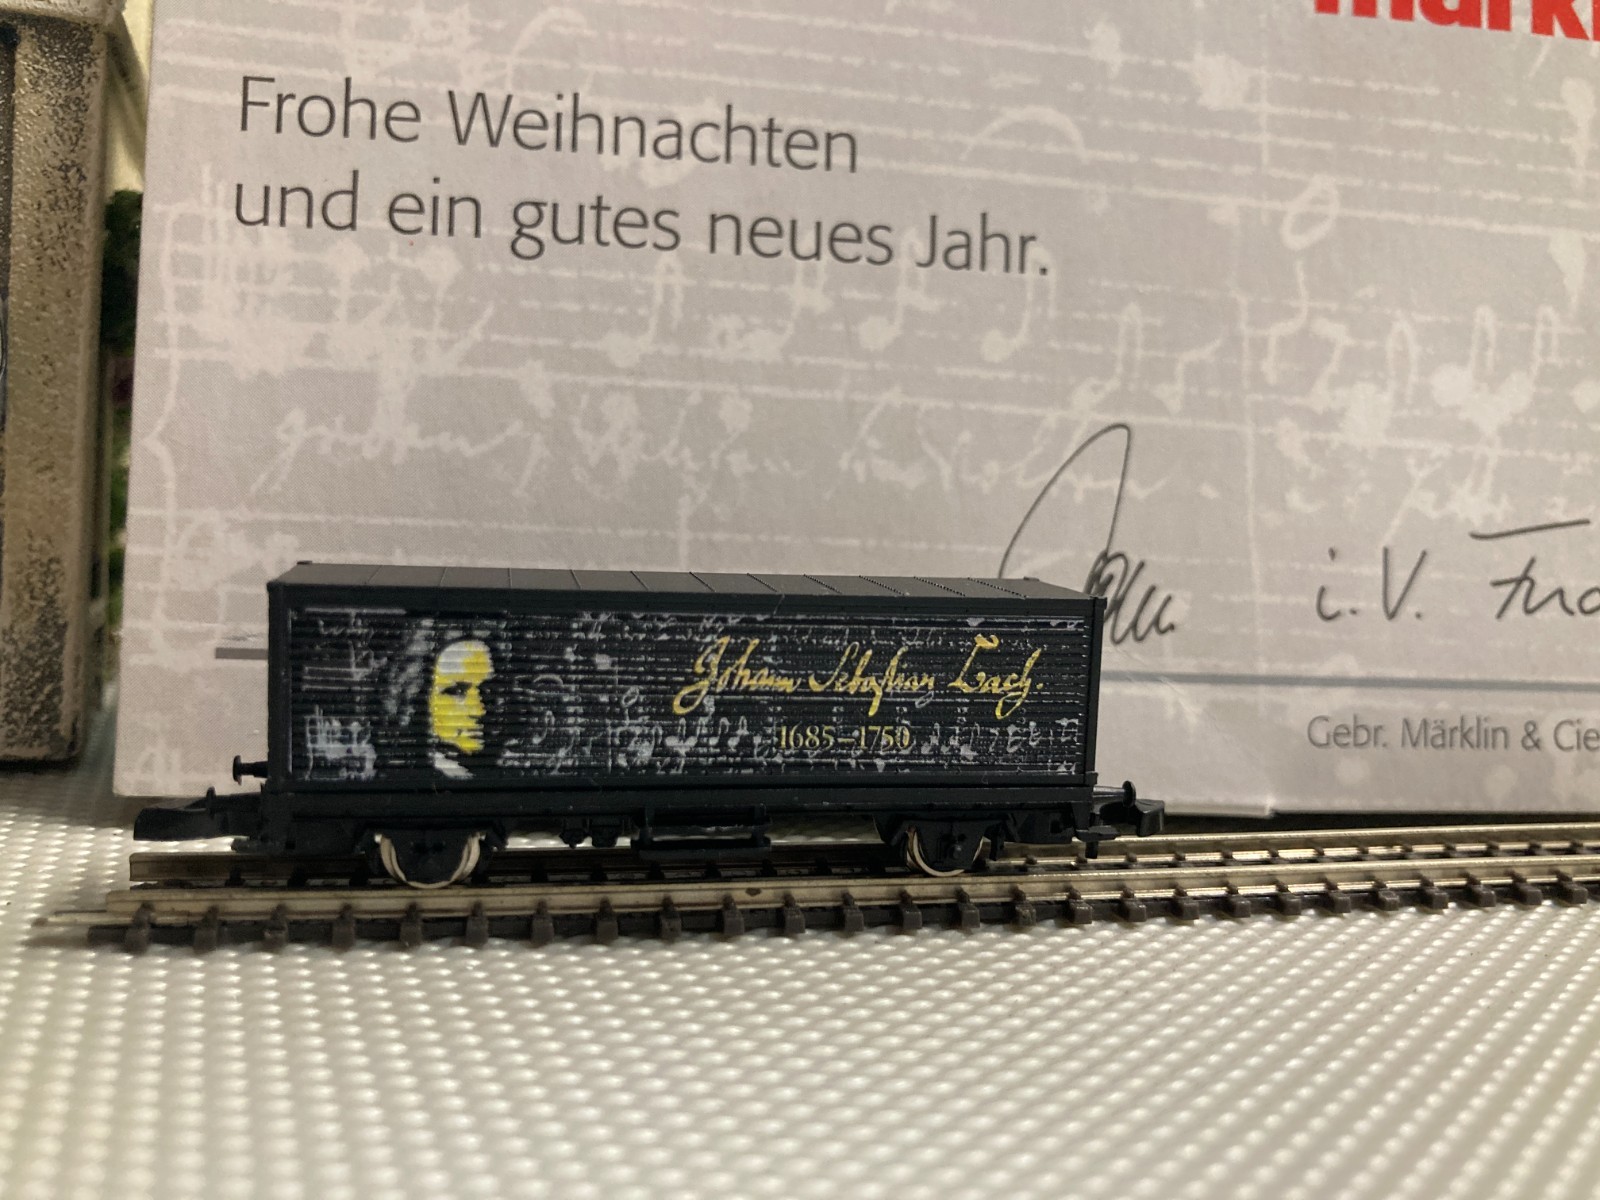 Frohe Weihnachten
und ein gutes neues Jahr.
i.V.
Johann Sebastian Bach.
1685–1750
Gebr. Märklin & Cie